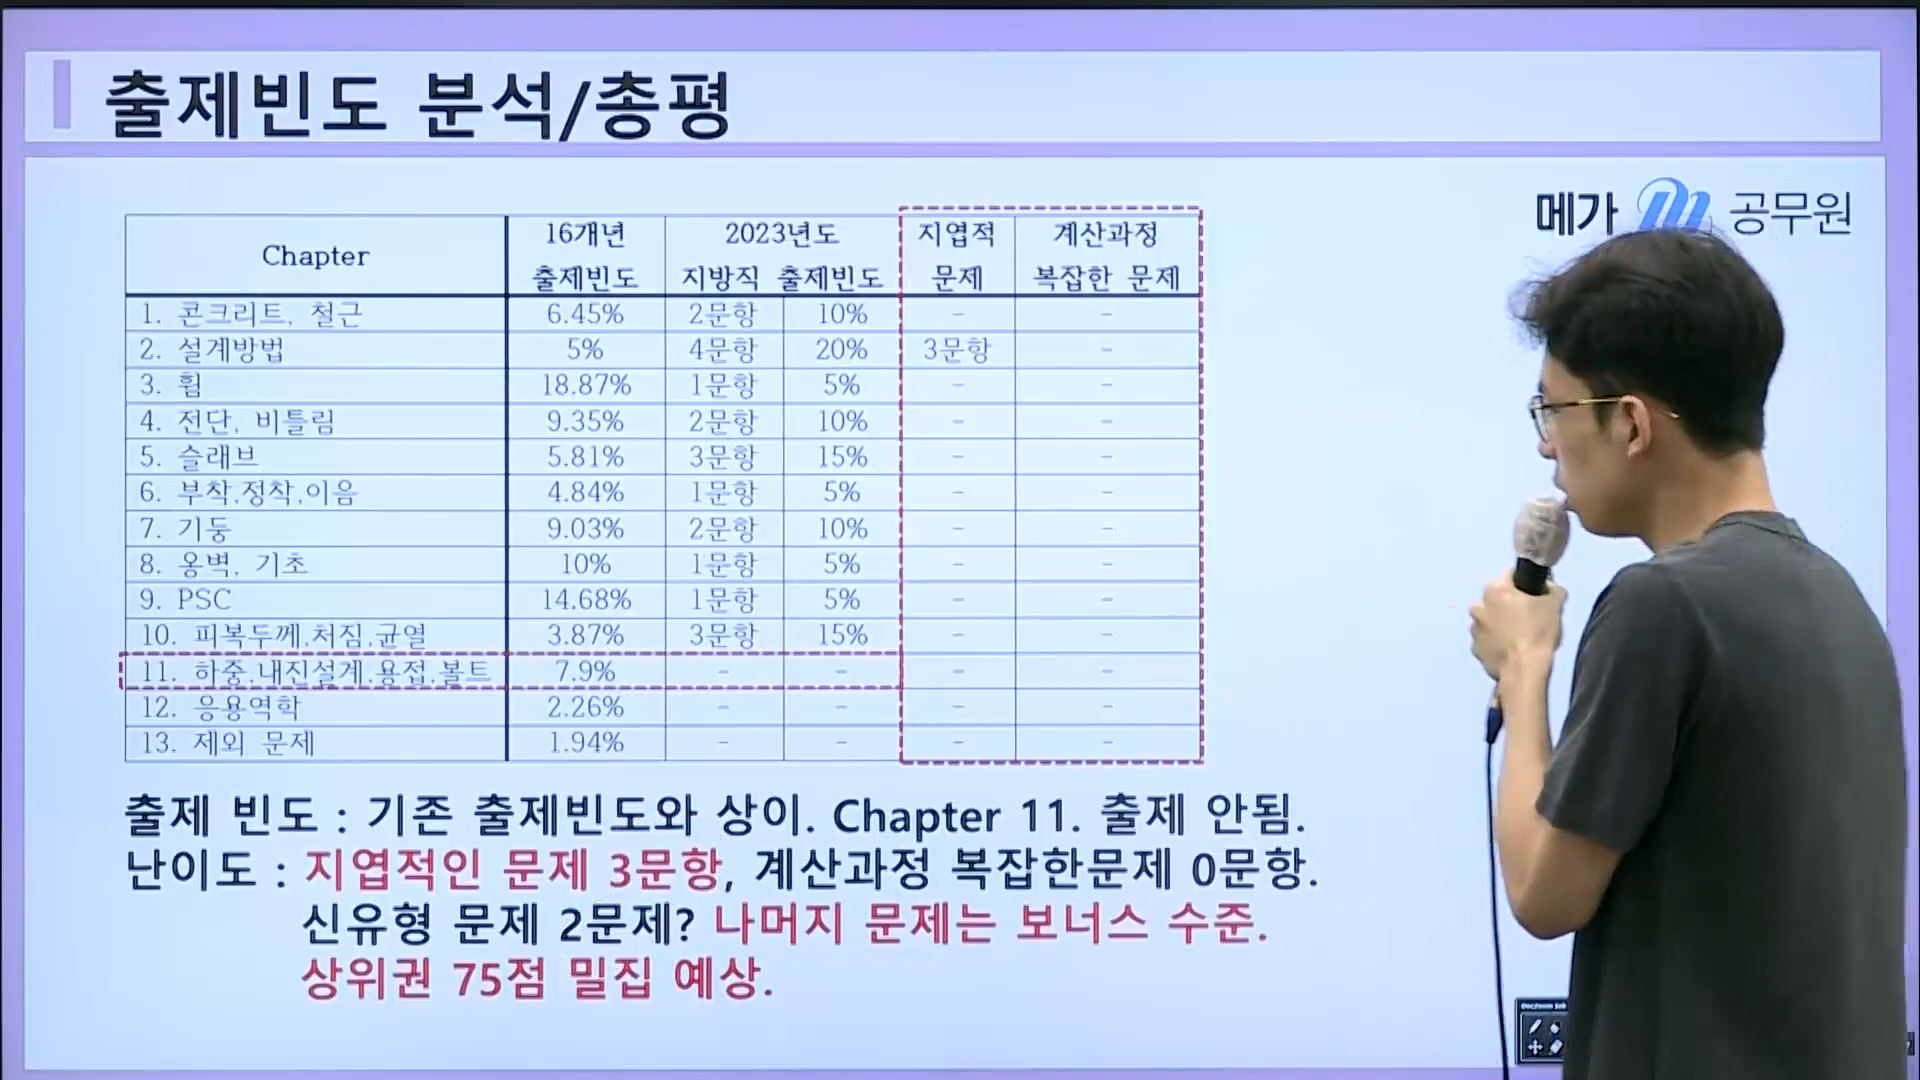 출제빈도 분석/총평
메가 공무원
Chapter 16개년 출제빈도 2023년도 지방직 출제빈도 지엽적 문제 계산과정 복잡한 문제
1. 콘크리트, 철근 6.45% 2문항 10% - -
2. 설계방법 5% 4문항 20% 3문항 -
3. 휨 18.87% 1문항 5% - -
4. 전단, 비틀림 9.35% 2문항 10% - -
5. 슬래브 5.81% 3문항 15% - -
6. 부착,정착,이음 4.84% 1문항 5% - -
7. 기둥 9.03% 2문항 10% - -
8. 옹벽, 기초 10% 1문항 5% - -
9. PSC 14.68% 1문항 5% - -
10. 피복두께,처짐,균열 3.87% 3문항 15% - -
11. 하중,내진설계,용접,볼트 7.9% - - - -
12. 응용역학 2.26% - - - -
13. 제외 문제 1.94% - - - -
출제 빈도 : 기존 출제빈도와 상이. Chapter 11. 출제 안됨.
난이도 : 지엽적인 문제 3문항, 계산과정 복잡한문제 0문항.
신유형 문제 2문제? 나머지 문제는 보너스 수준.
상위권 75점 밀집 예상.